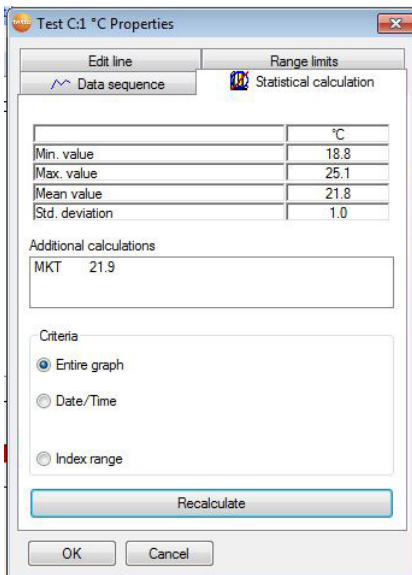 testo Test C:1 °C Properties
Edit line Range limits
Data sequence Statistical calculation
°C
Min. value 18.8
Max. value 25.1
Mean value 21.8
Std. deviation 1.0
Additional calculations
MKT 21.9
Criteria
Entire graph
Date/Time
Index range
Recalculate
OK Cancel